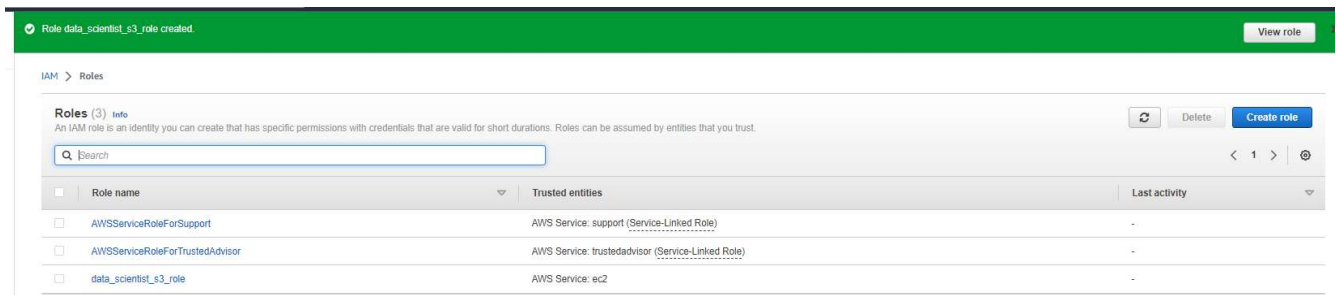 Role data_scientist_s3_role created.
View role
IAM > Roles
Roles (3) Info
An IAM role is an identity you can create that has specific permissions with credentials that are valid for short durations. Roles can be assumed by entities that you trust.
Delete
Create role
Search
< 1 >
Role name Trusted entities Last activity
AWSServiceRoleForSupport AWS Service: support (Service-Linked Role) -
AWSServiceRoleForTrustedAdvisor AWS Service: trustedadvisor (Service-Linked Role) -
data_scientist_s3_role AWS Service: ec2 -